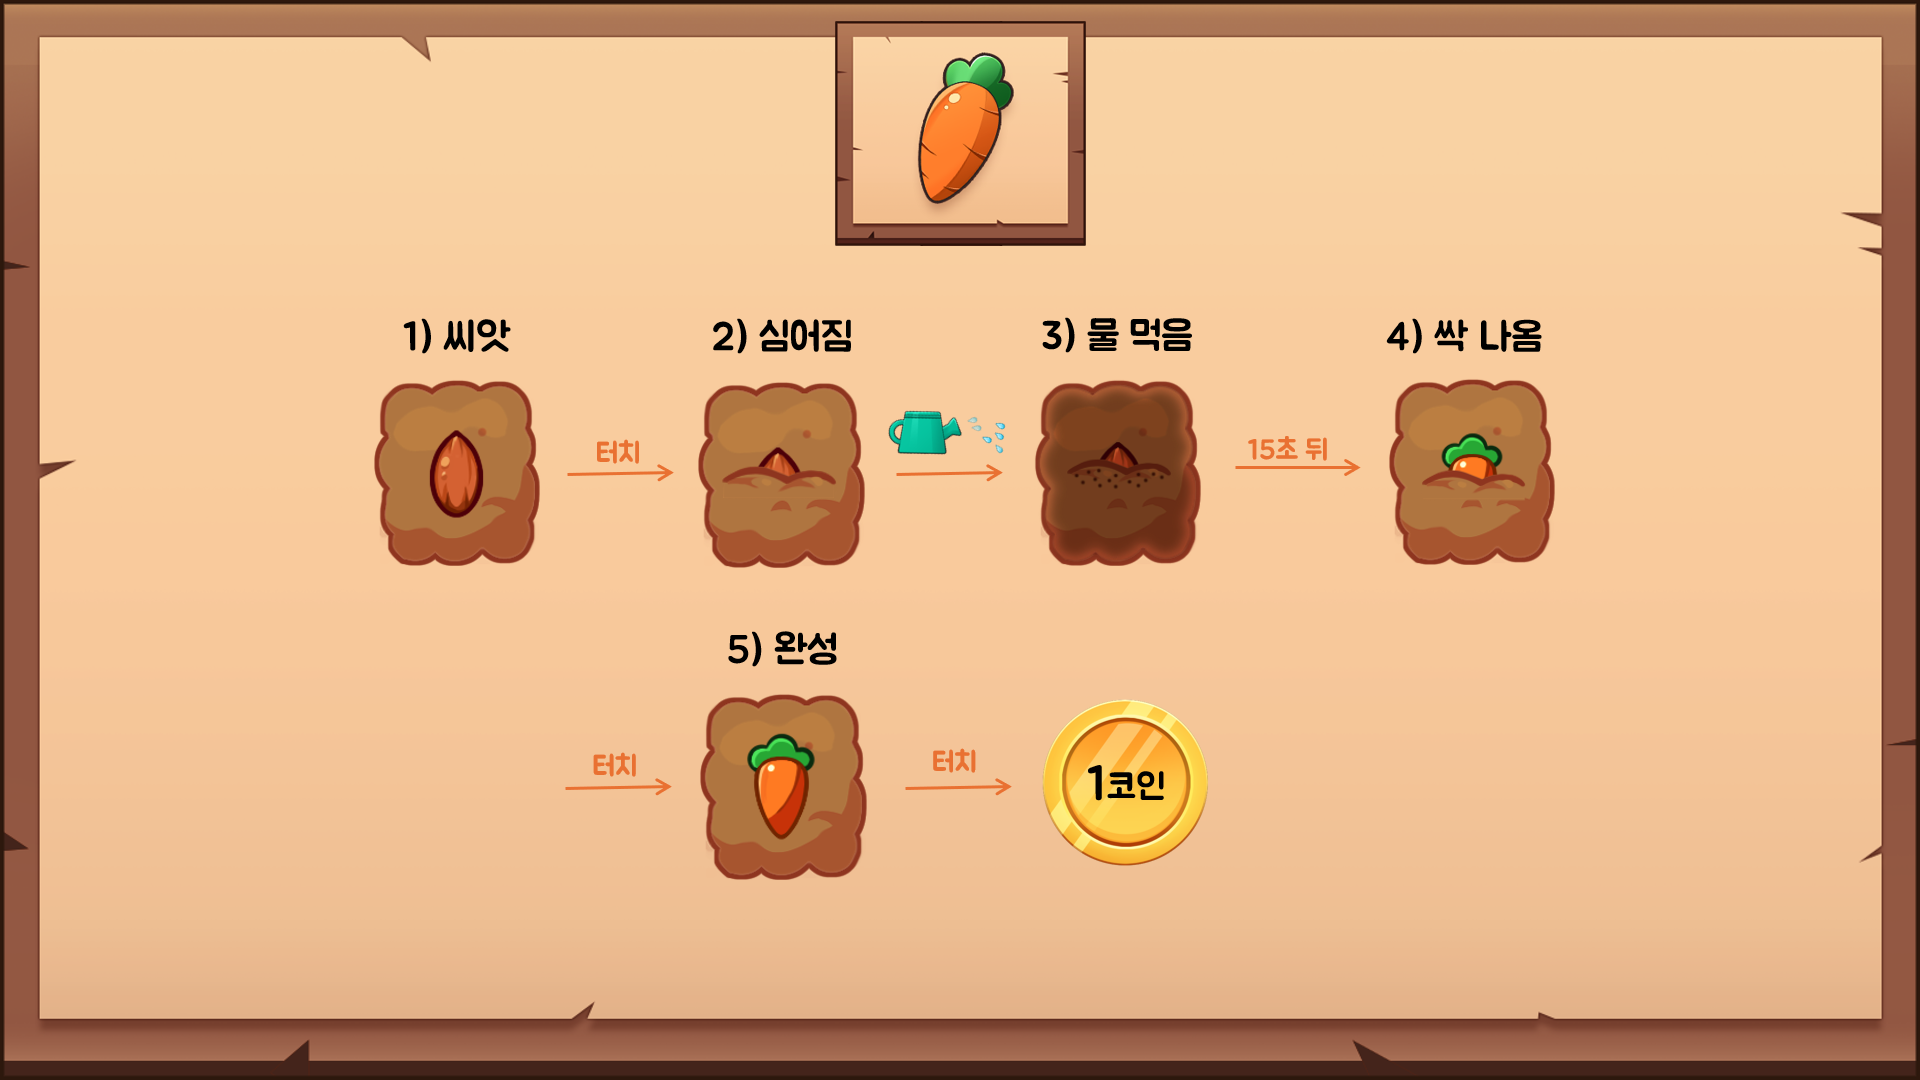 1) 씨앗
터치
2) 심어짐
3) 물 먹음
15초 뒤
4) 싹 나옴
터치
5) 완성
터치
1코인